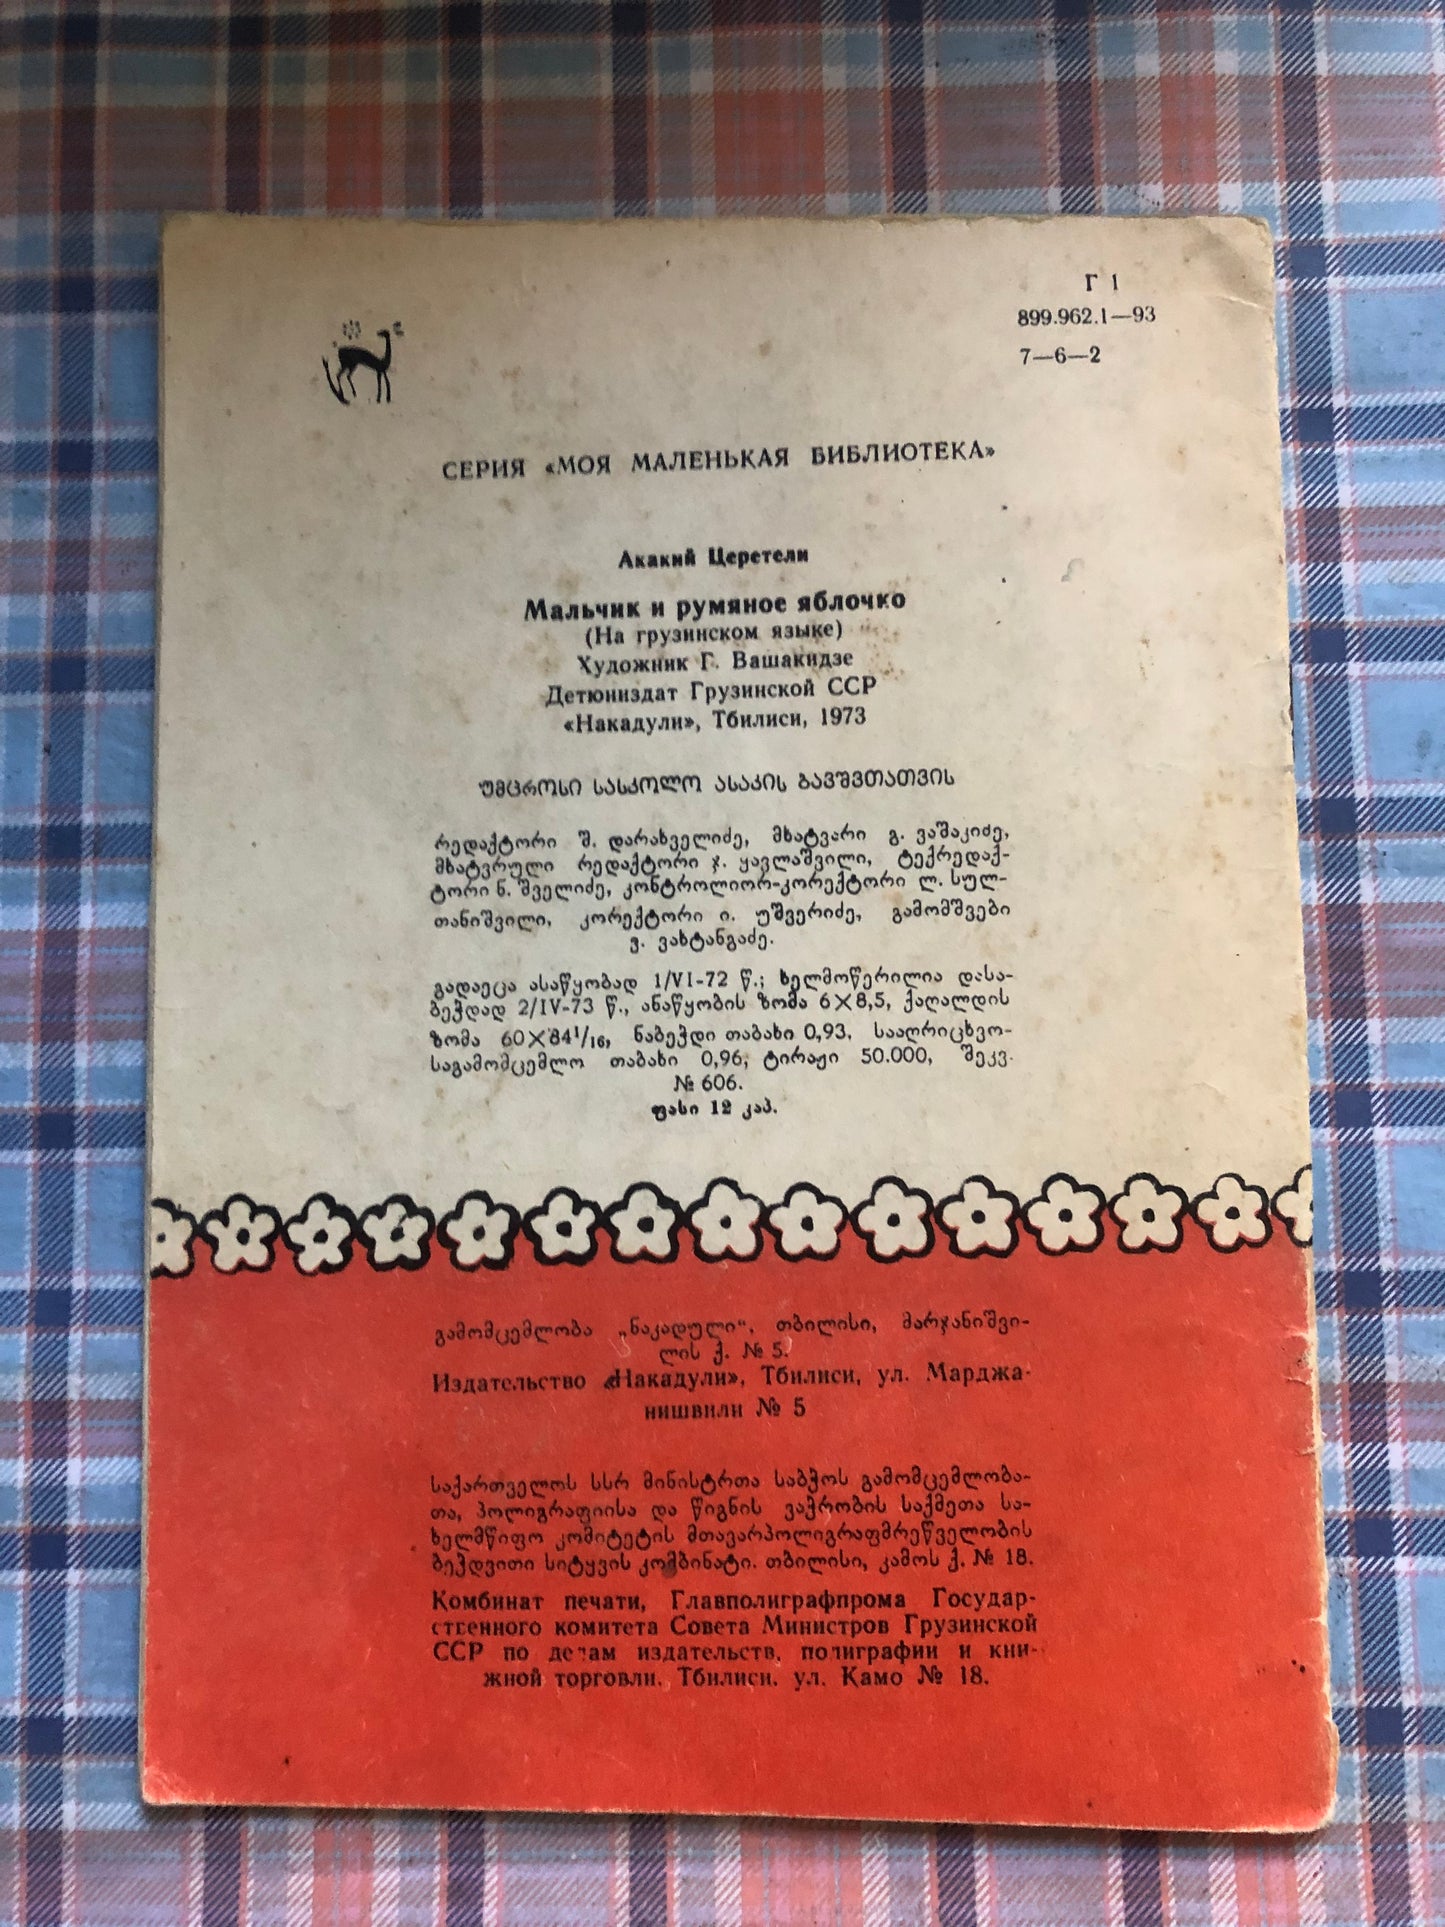 Г 1
899.962.1—93
7—6—2
СЕРИЯ «МОЯ МАЛЕНЬКАЯ БИБЛИОТЕКА»
Акакий Церетели
Мальчик и румяное яблочко
(На грузинском языке)
Художник Г. Вашакидзе
Детюниздат Грузинской ССР
«Накадули», Тбилиси, 1973
უმცროსი სასკოლო ასაკის ბავშვთათვის
რედაქტორი შ. დარახველიძე, მხატვარი გ. ვაშაკიძე,
მხატვრული რედაქტორი ჯ. ყავლაშვილი, ტექრედაქ-
ტორი ნ. შველიძე, კონტროლიორ-კორექტორი ლ. სულ-
თანიშვილი, კორექტორი ი. უშვერიძე, გამომშვები
ვ. ვახტანგაძე.
გადაეცა ასაწყობად 1/VI-72 წ.; ხელმოწერილია დასა-
ბეჭდად 2/IV-73 წ., ანაწყობის ზომა 6X8,5, ქაღალდის
ზომა 60X84¹/₁₆, ნაბეჭდი თაბახი 0,93. სააღრიცხვო-
საგამომცემლო თაბახი 0,96, ტირაჟი 50.000, შეკვ.
№ 606.
ფასი 12 კაპ.
გამომცემლობა „ნაკადული“, თბილისი, მარჯანიშვი-
ლის ქ. № 5.
Издательство «Накадули», Тбилиси, ул. Марджа-
нишвили № 5
საქართველოს სსრ მინისტრთა საბჭოს გამომცემლობა-
თა, პოლიგრაფიისა და წიგნის ვაჭრობის საქმეთა სა-
ხელმწიფო კომიტეტის მთავარპოლიგრაფმრეწველობის
ბეჭდვითი სიტყვის კომბინატი. თბილისი, კამოს ქ. № 18.
Комбинат печати, Главполиграфпрома Государ-
ственного комитета Совета Министров Грузинской
ССР по делам издательств, полиграфии и кни-
жной торговли. Тбилиси. ул. Камо № 18.